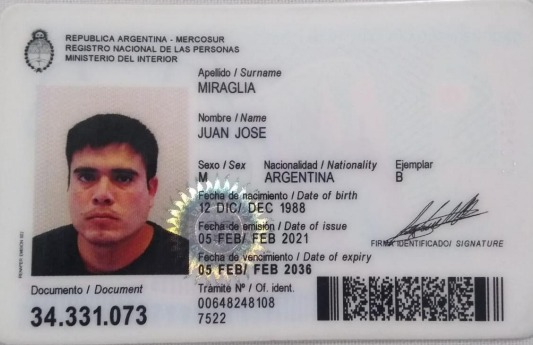 REPUBLICA ARGENTINA - MERCOSUR
REGISTRO NACIONAL DE LAS PERSONAS
MINISTERIO DEL INTERIOR
Apellido / Surname
MIRAGLIA
Nombre / Name
JUAN JOSE
Sexo / Sex Nacionalidad / Nationality Ejemplar
M ARGENTINA B
Fecha de nacimiento / Date of birth
12 DIC/ DEC 1988
Fecha de emisión / Date of issue
05 FEB/ FEB 2021
FIRMA IDENTIFICADO/ SIGNATURE
Fecha de vencimiento / Date of expiry
05 FEB/ FEB 2036
Documento / Document
34.331.073
Trámite Nº / Of. ident.
00648248108
7522